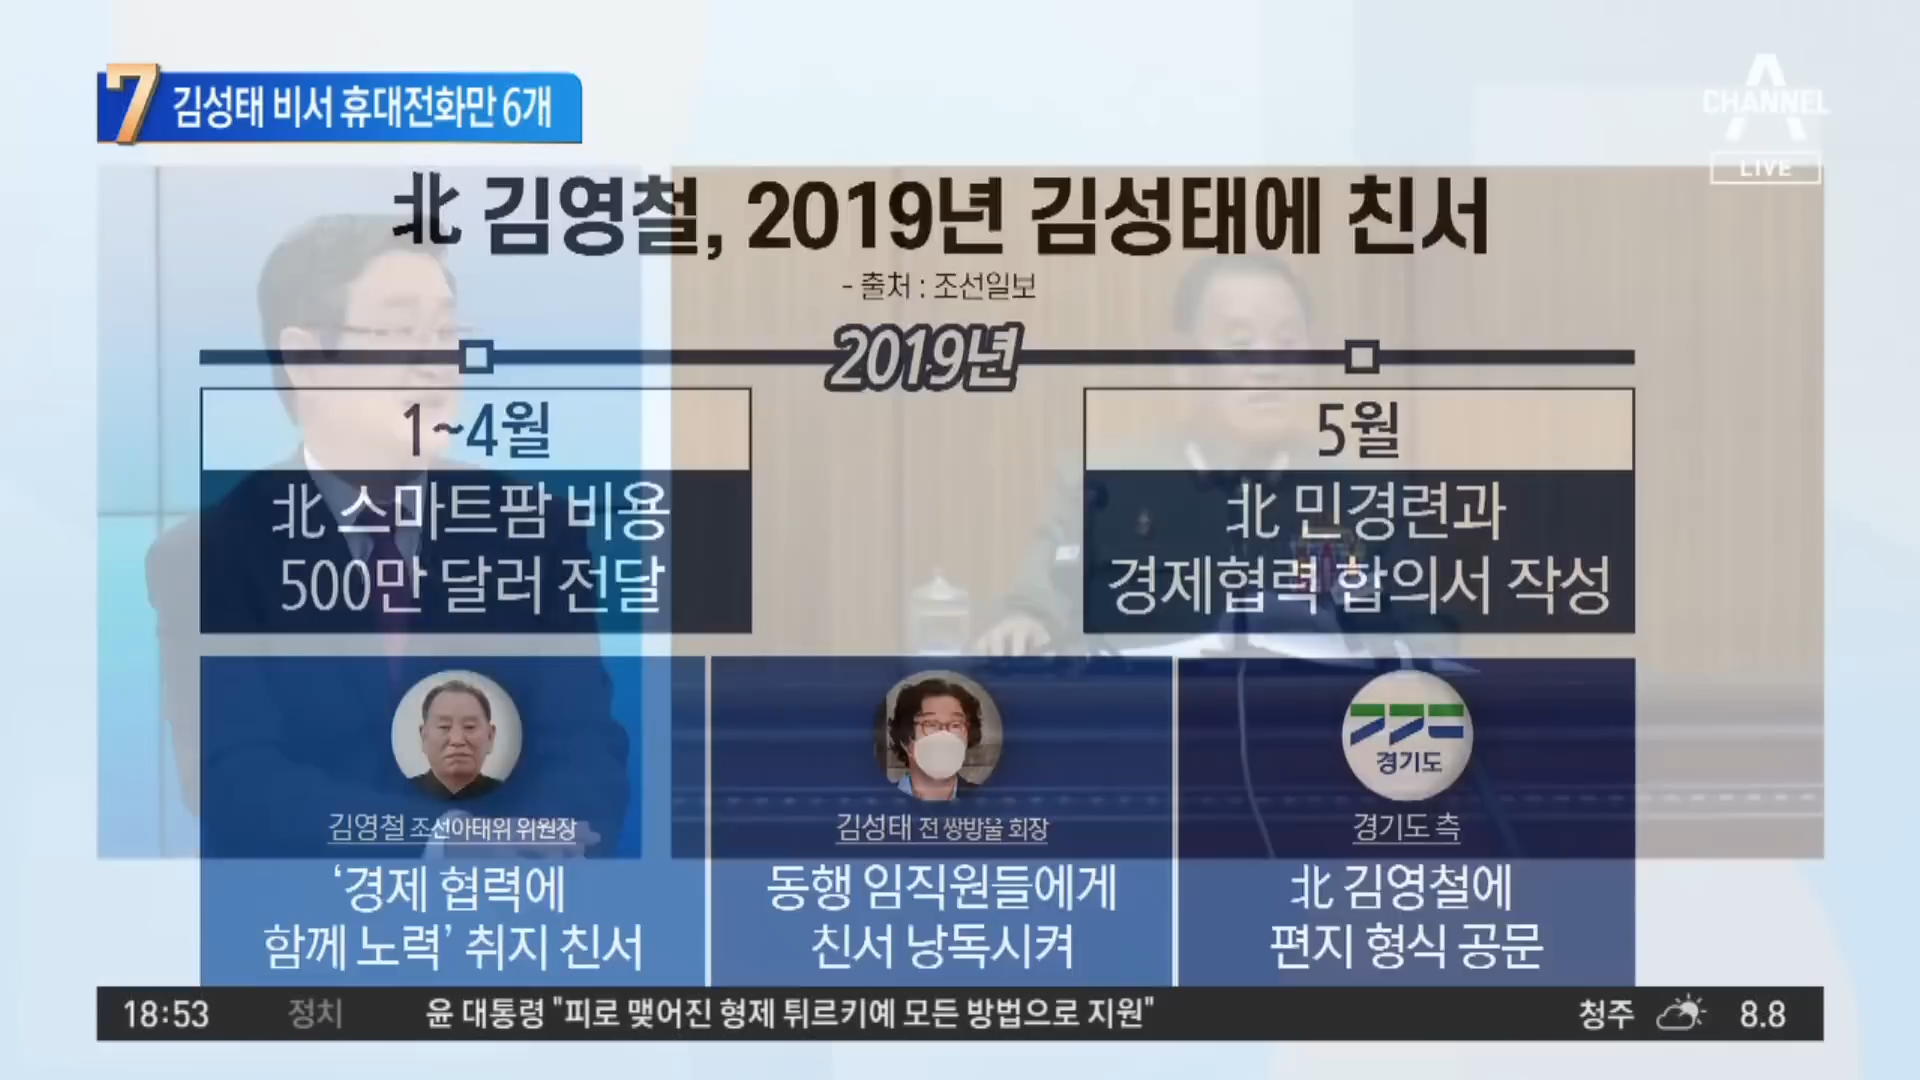 7 김성태 비서 휴대전화만 6개
CHANNEL A
LIVE
北 김영철, 2019년 김성태에 친서
- 출처 : 조선일보
2019년
1~4월
北 스마트팜 비용
500만 달러 전달
5월
北 민경련과
경제협력 합의서 작성
김영철 조선아태위 위원장
‘경제 협력에
함께 노력’ 취지 친서
김성태 전 쌍방울 회장
동행 임직원들에게
친서 낭독시켜
경기도
경기도 측
北 김영철에
편지 형식 공문
18:53 정치 윤 대통령 "피로 맺어진 형제 튀르키예 모든 방법으로 지원" 청주 8.8